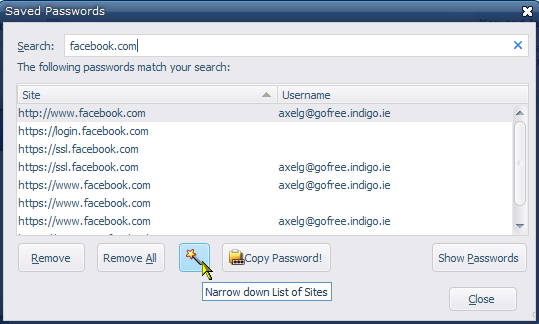 Saved Passwords
Search: facebook.com
The following passwords match your search:
Site Username
http://www.facebook.com axelg@gofree.indigo.ie
https://login.facebook.com
https://ssl.facebook.com
https://ssl.facebook.com axelg@gofree.indigo.ie
https://www.facebook.com axelg@gofree.indigo.ie
https://www.facebook.com
https://www.facebook.com axelg@gofree.indigo.ie
Remove Remove All Copy Password! Show Passwords
Narrow down List of Sites
Close